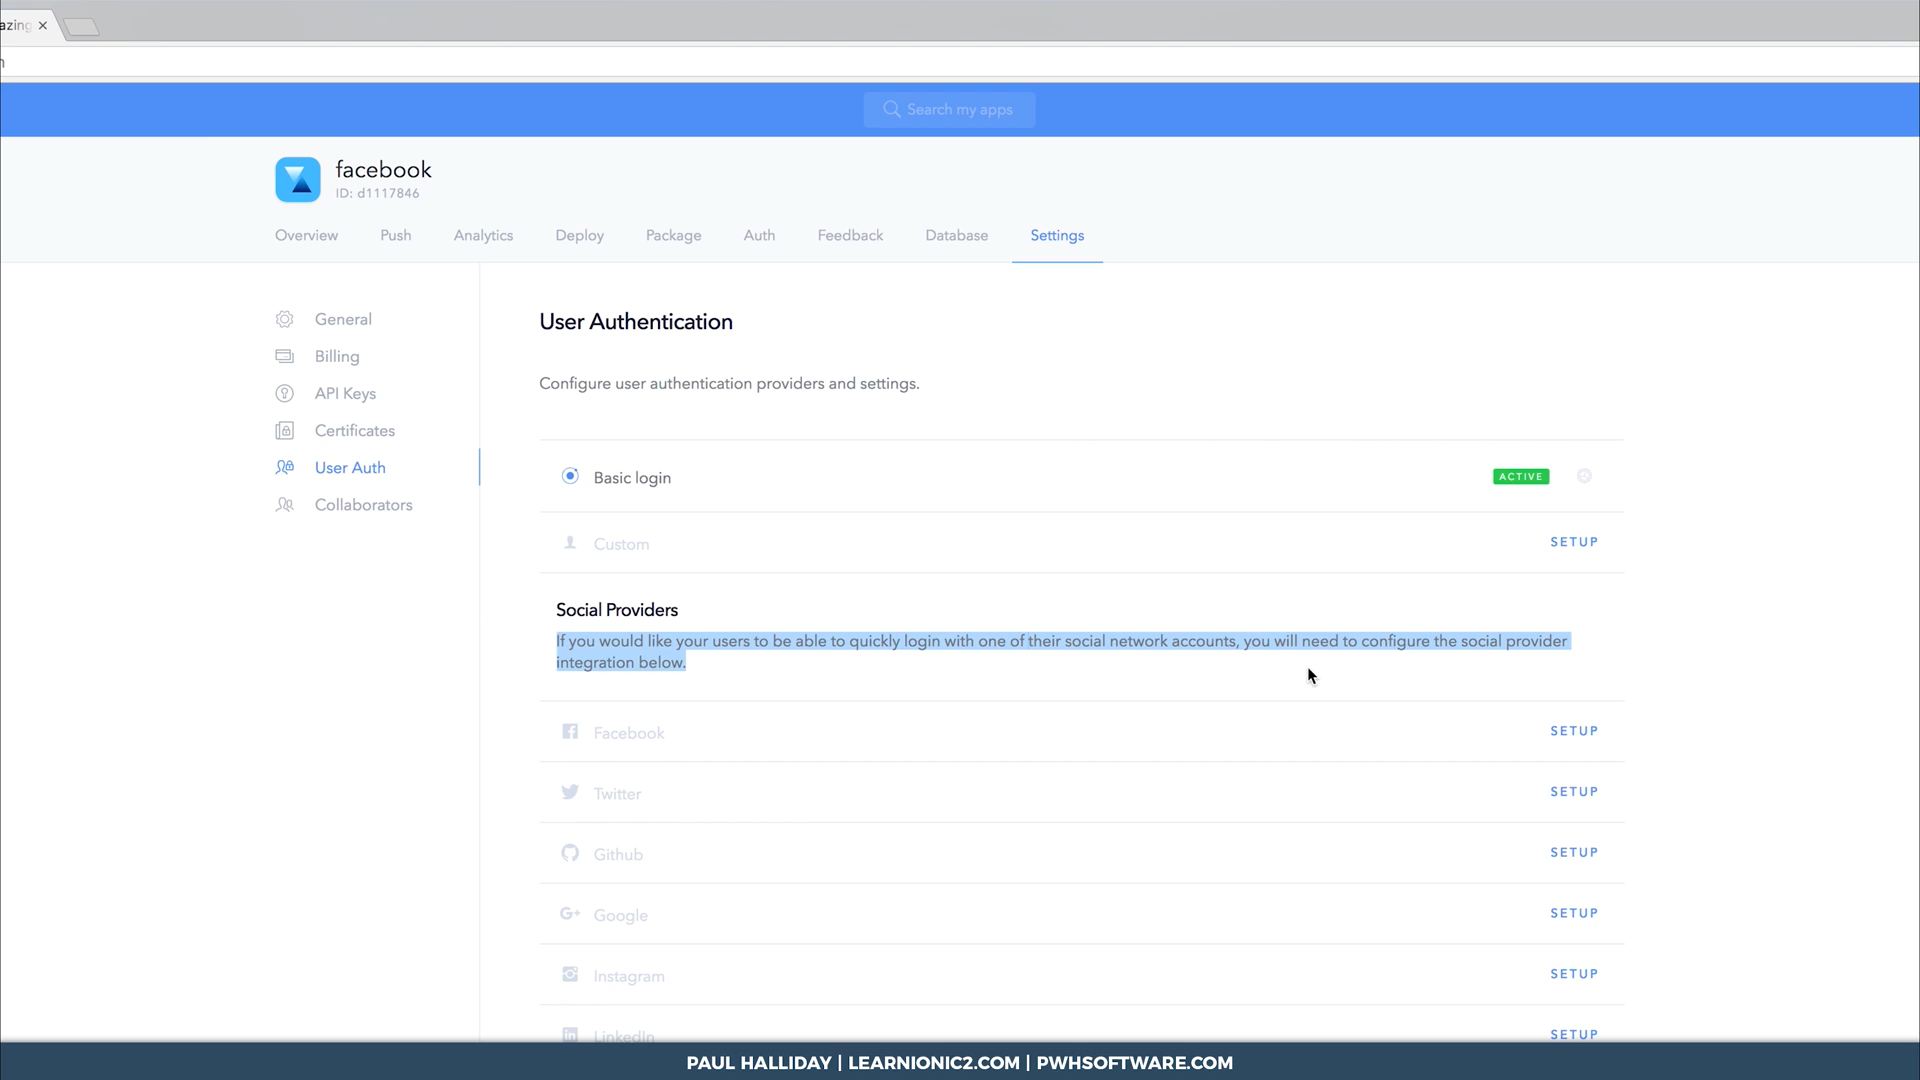 azing
Search my apps
facebook
ID: d1117846
Overview
Push
Analytics
Deploy
Package
Auth
Feedback
Database
Settings
General
Billing
API Keys
Certificates
User Auth
Collaborators
User Authentication
Configure user authentication providers and settings.
Basic login
ACTIVE
Custom
SETUP
Social Providers
If you would like your users to be able to quickly login with one of their social network accounts, you will need to configure the social provider
integration below.
Facebook
SETUP
Twitter
SETUP
Github
SETUP
Google
SETUP
Instagram
SETUP
LinkedIn
SETUP
PAUL HALLIDAY | LEARNIONIC2.COM | PWHSOFTWARE.COM